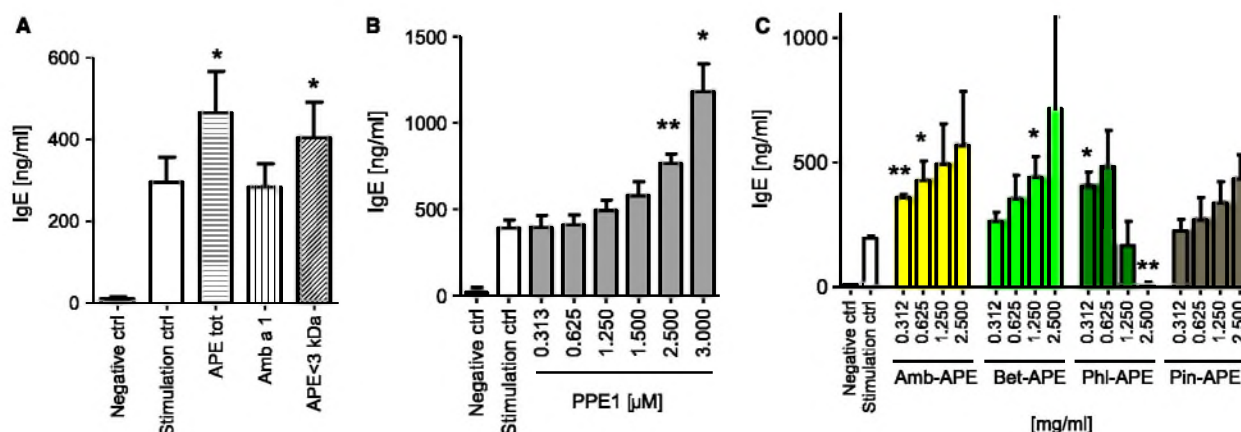 A
IgE [ng/ml]
600
400
200
0
*
*
Negative ctrl
Stimulation ctrl
APE tot
Amb a 1
APE<3 kDa
B
IgE [ng/ml]
1500
1000
500
0
**
*
Negative ctrl
Stimulation ctrl
0.313
0.625
1.250
1.500
2.500
3.000
PPE1 [µM]
C
IgE [ng/ml]
1000
500
0
**
*
*
*
**
Negative ctrl
Stimulation ctrl
0.312
0.625
1.250
2.500
0.312
0.625
1.250
2.500
0.312
0.625
1.250
2.500
0.312
0.625
1.250
2.500
Amb-APE
Bet-APE
Phl-APE
Pin-APE
[mg/ml]